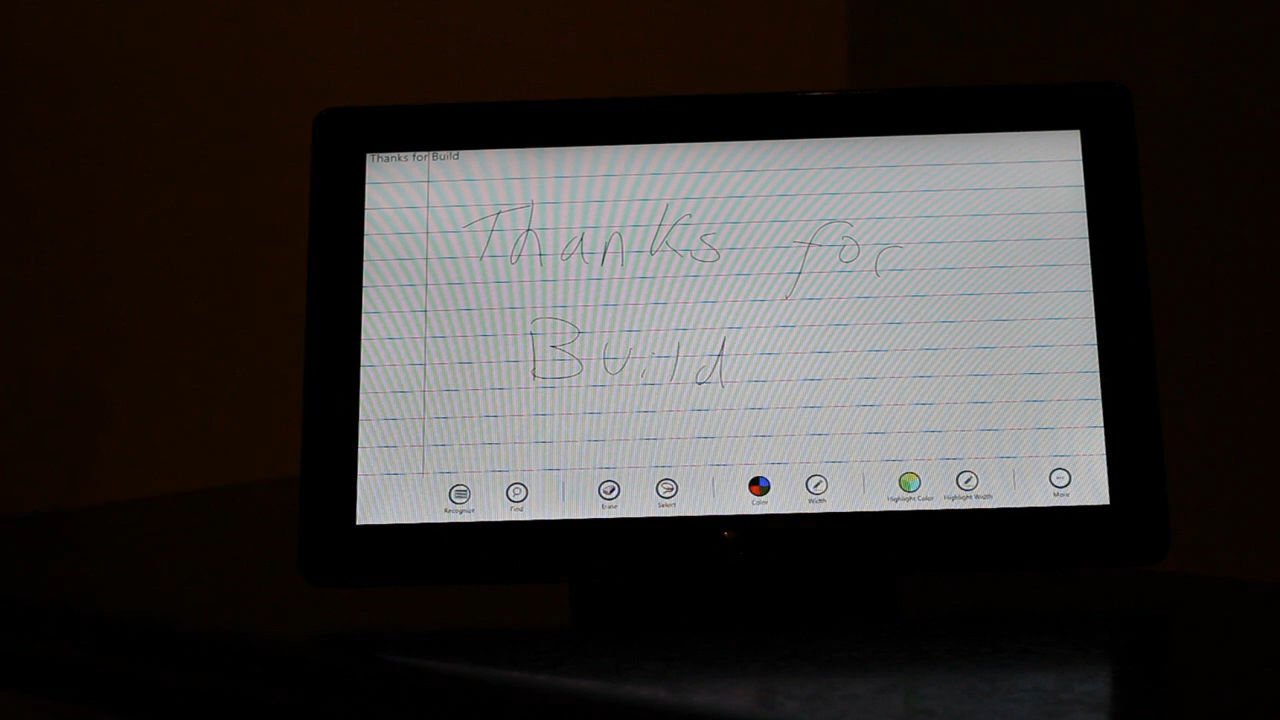 Thanks for Build
Thanks for
Build
Recognize Find Erase Select Color Width Highlight Color Highlight Width More